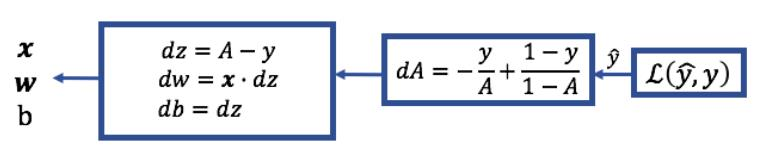 x
w
b
dz = A − y
dw = x · dz
db = dz
dA = − y/A + (1 − y)/(1 − A)
ŷ
ℒ(ŷ, y)